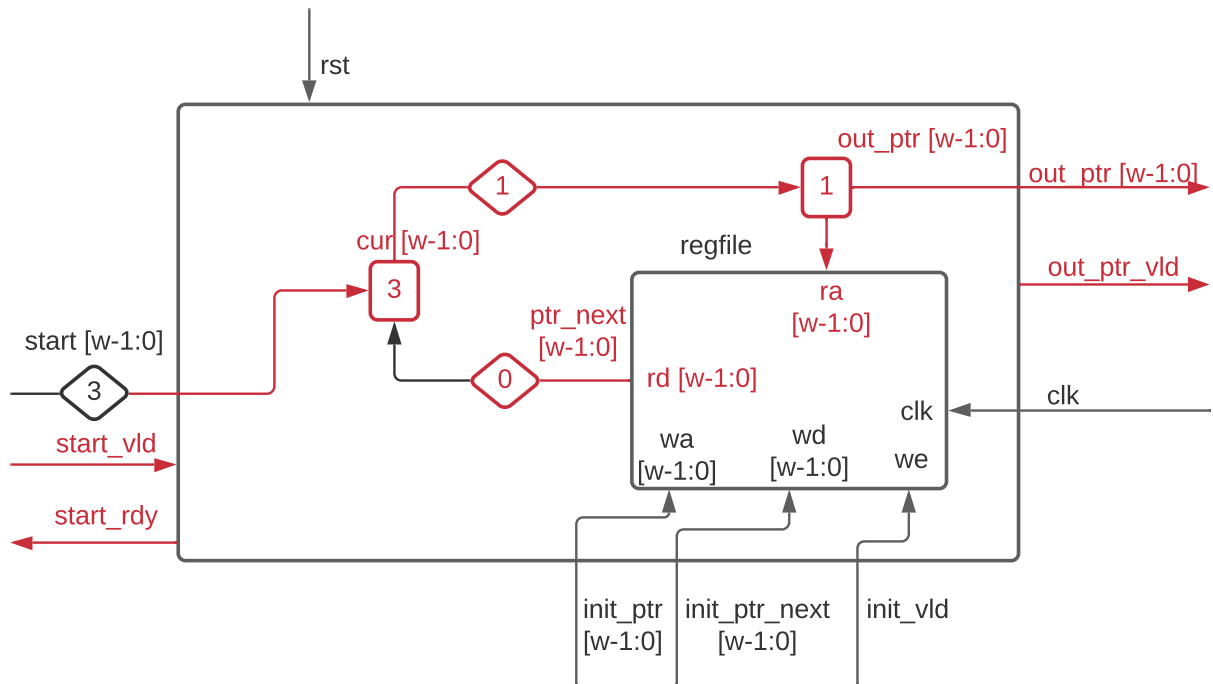 rst
out_ptr [w-1:0]
1
1
out_ptr [w-1:0]
cur [w-1:0]
regfile
out_ptr_vld
3
ra
[w-1:0]
ptr_next
[w-1:0]
start [w-1:0]
3
0
rd [w-1:0]
clk
clk
start_vld
wa
[w-1:0]
wd
[w-1:0]
we
start_rdy
init_ptr
[w-1:0]
init_ptr_next
[w-1:0]
init_vld